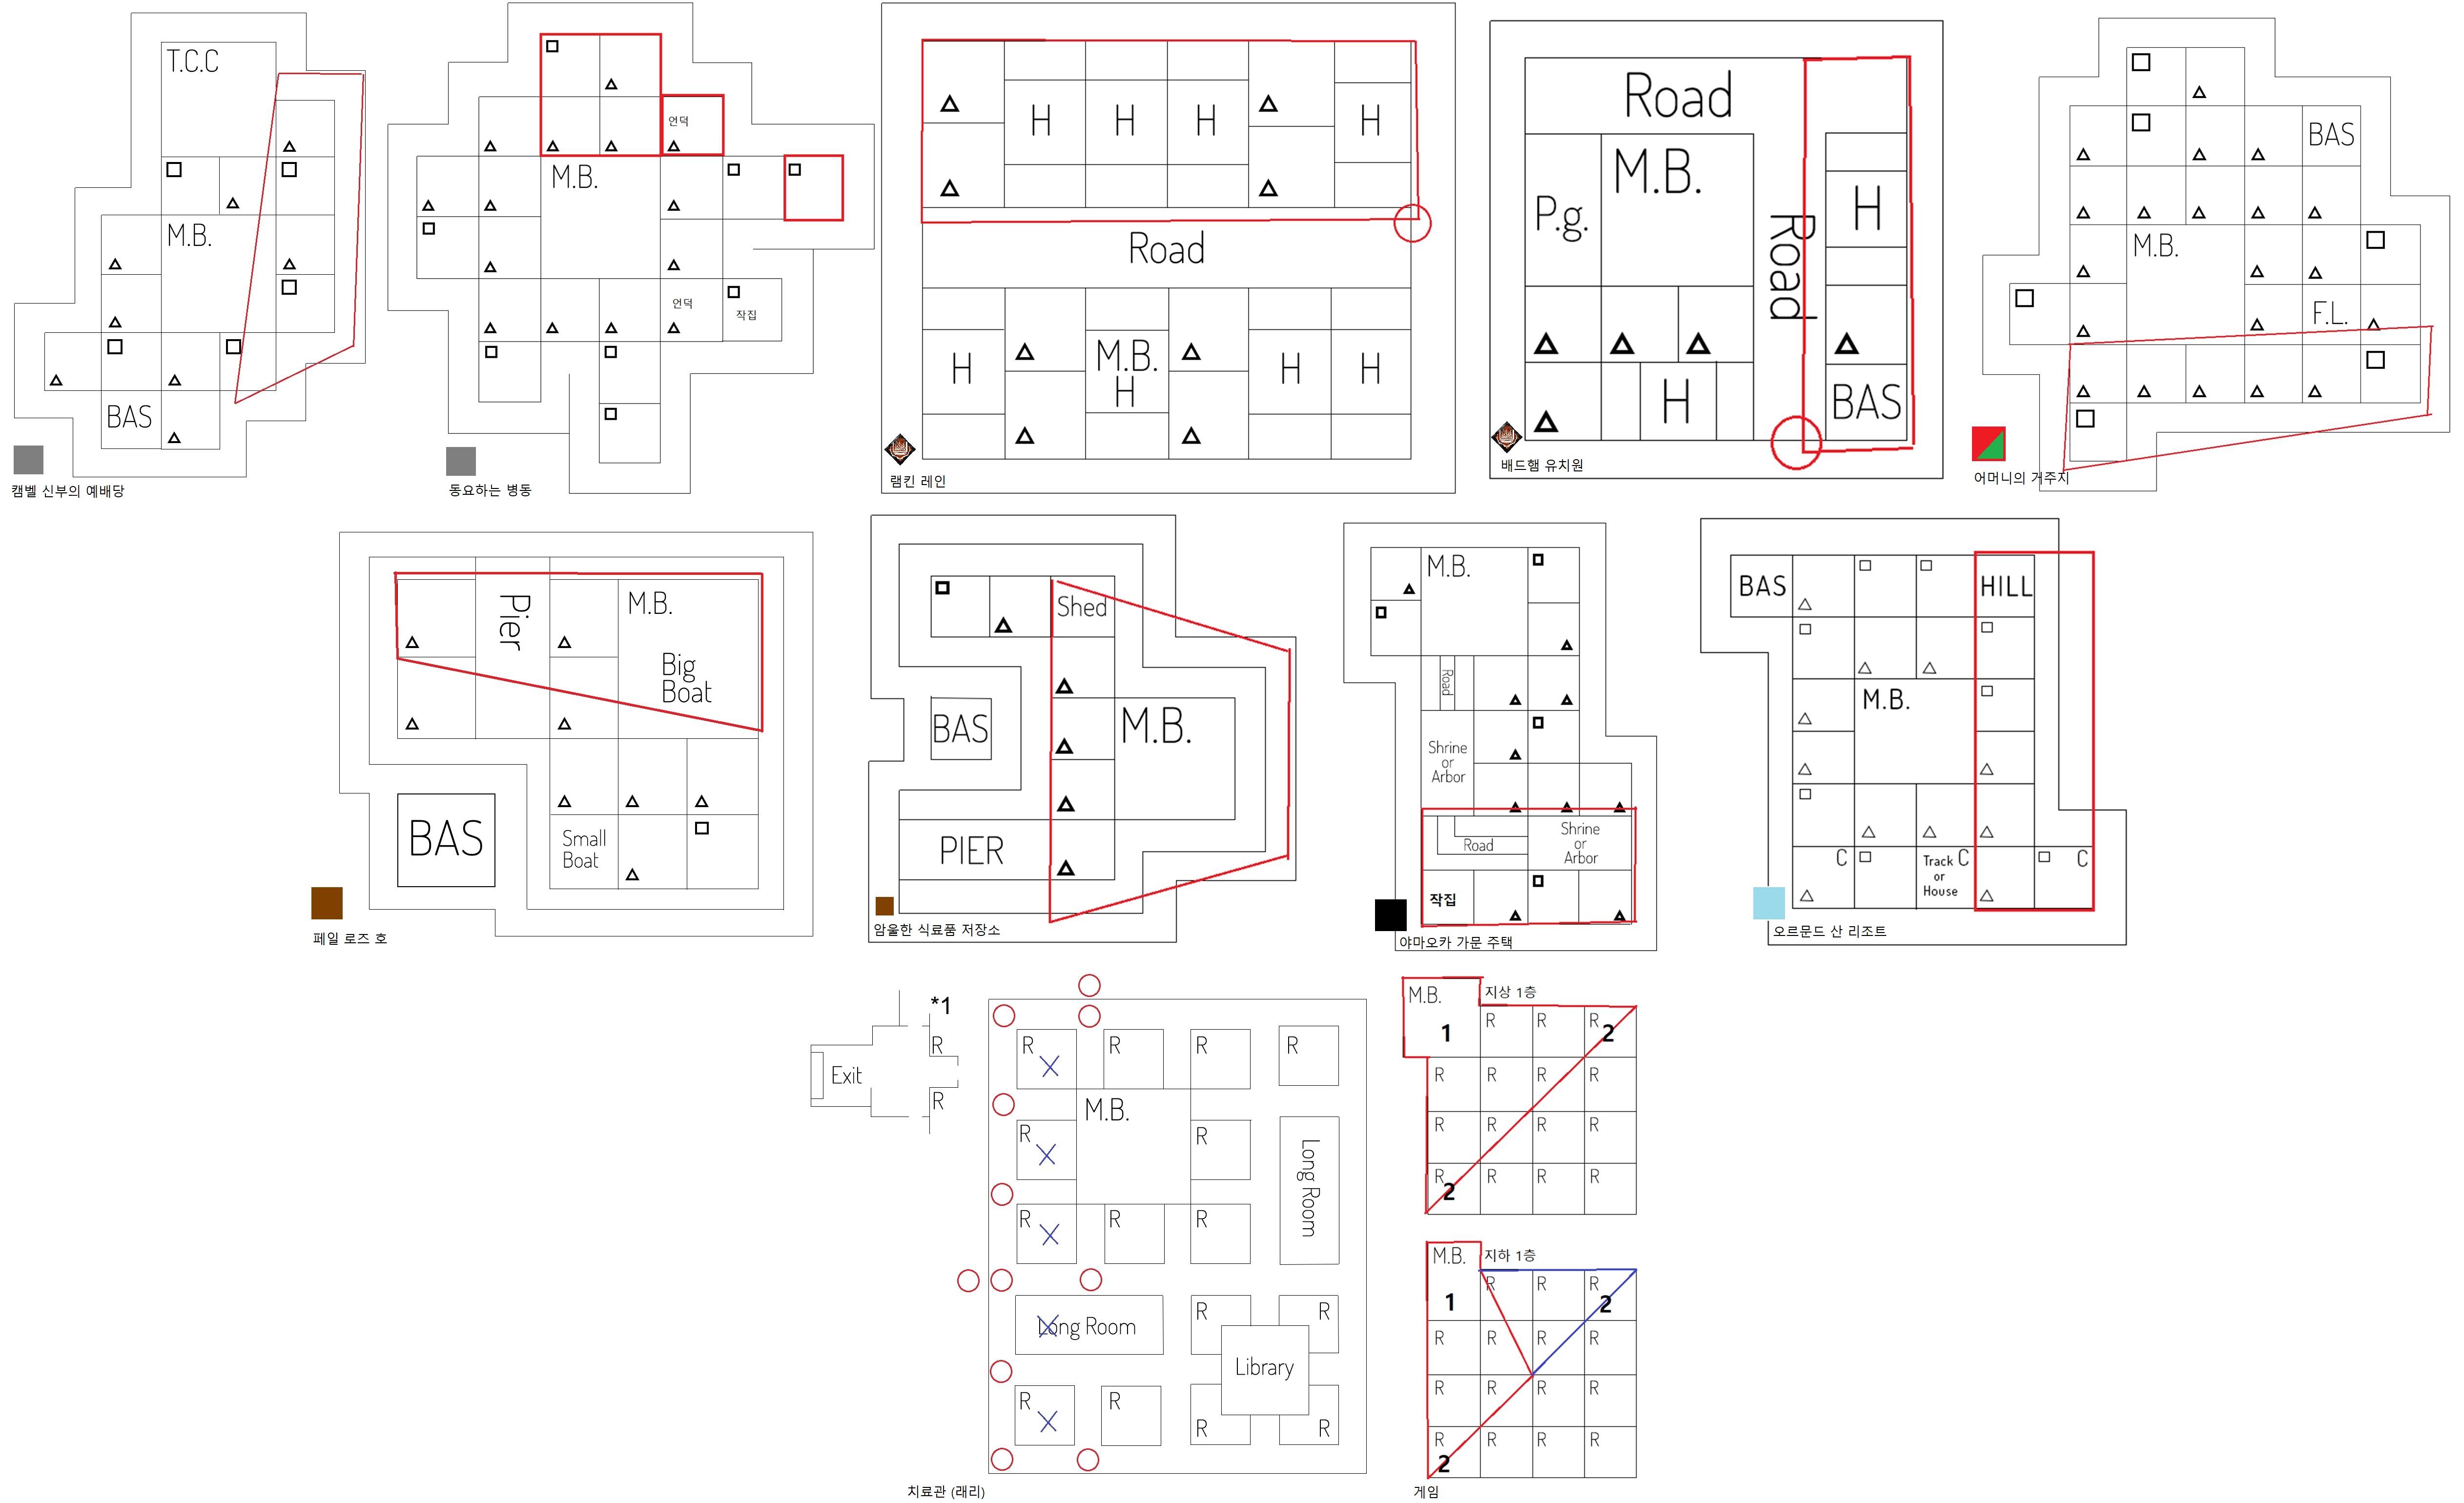 T.C.C
M.B.
BAS
캠벨 신부의 예배당
언덕
M.B.
언덕
작집
동요하는 병동
H
H
H
H
Road
H
M.B.
H
H
H
램킨 레인
Road
M.B.
P.g.
Road
H
H
BAS
배드햄 유치원
BAS
M.B.
F.L.
어머니의 거주지
Pier
M.B.
Big
Boat
BAS
Small
Boat
페일 로즈 호
Shed
BAS
M.B.
PIER
암울한 식료품 저장소
M.B.
Road
Shrine
or
Arbor
Road
Shrine
or
Arbor
작집
야마오카 가문 주택
BAS
HILL
M.B.
C
Track C
or
House
C
오르문드 산 리조트
*1
R
Exit
R
R
R
R
R
M.B.
R
R
Long Room
R
R
R
Long Room
R
R
Library
R
R
R
R
치료관 (래리)
M.B.
지상 1층
1
R
R
R
2
R
R
R
R
R
R
R
R
R
2
R
R
R
M.B.
지하 1층
1
R
R
R
2
R
R
R
R
R
R
R
R
R
2
R
R
R
게임